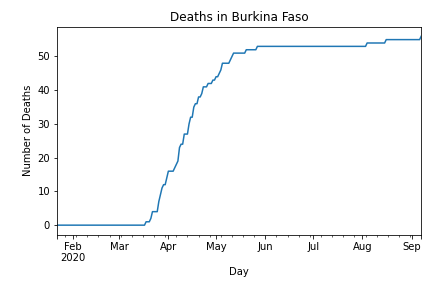 Deaths in Burkina Faso
Number of Deaths
50
40
30
20
10
0
Feb Mar Apr May Jun Jul Aug Sep
2020
Day